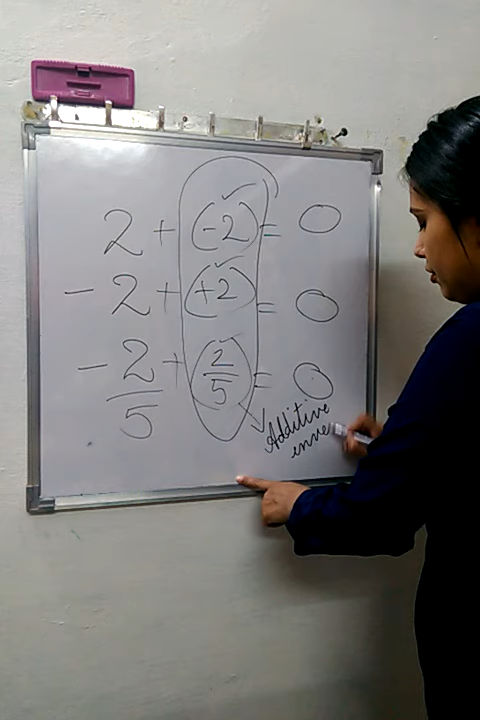 2 + (-2) = 0
-2 + (+2) = 0
-2/5 + 2/5 = 0
Additive
inve